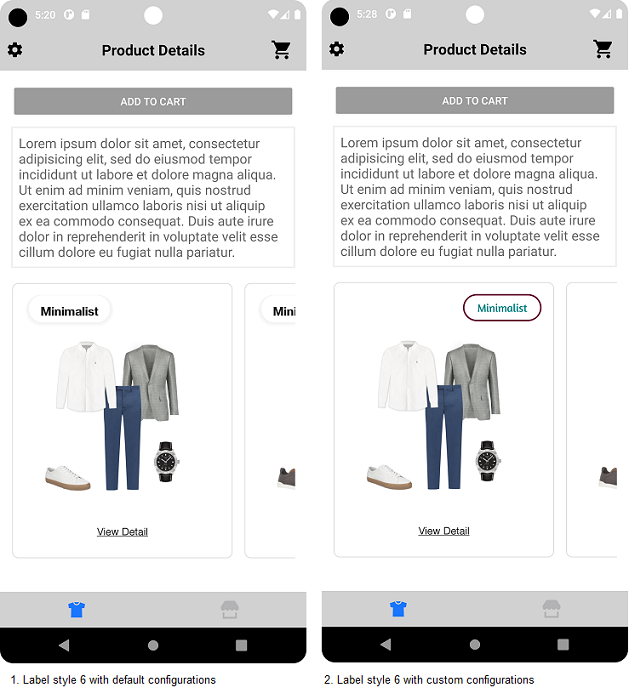 5:20
Product Details
ADD TO CART
Lorem ipsum dolor sit amet, consectetur
adipisicing elit, sed do eiusmod tempor
incididunt ut labore et dolore magna aliqua.
Ut enim ad minim veniam, quis nostrud
exercitation ullamco laboris nisi ut aliquip
ex ea commodo consequat. Duis aute irure
dolor in reprehenderit in voluptate velit esse
cillum dolore eu fugiat nulla pariatur.
Minimalist
Mini
View Detail
1. Label style 6 with default configurations
5:28
Product Details
ADD TO CART
Lorem ipsum dolor sit amet, consectetur
adipisicing elit, sed do eiusmod tempor
incididunt ut labore et dolore magna aliqua.
Ut enim ad minim veniam, quis nostrud
exercitation ullamco laboris nisi ut aliquip
ex ea commodo consequat. Duis aute irure
dolor in reprehenderit in voluptate velit esse
cillum dolore eu fugiat nulla pariatur.
Minimalist
View Detail
2. Label style 6 with custom configurations